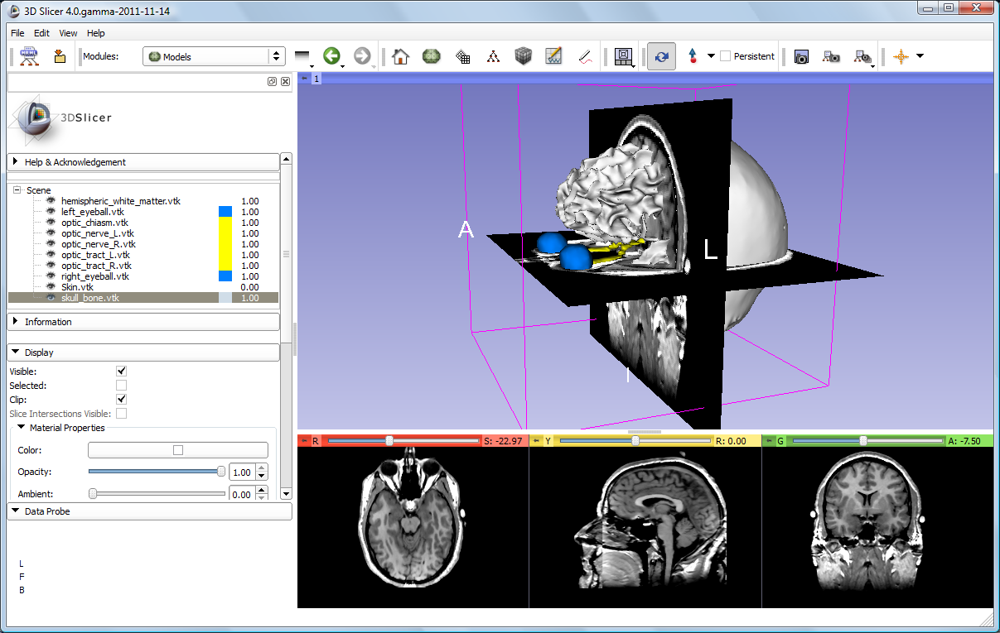 3D Slicer 4.0.gamma-2011-11-14
File Edit View Help
MRML
Modules: Models Persistent
1
3DSlicer
Help & Acknowledgement
Scene
hemispheric_white_matter.vtk 1.00
left_eyeball.vtk 1.00
optic_chiasm.vtk 1.00
optic_nerve_L.vtk 1.00
optic_nerve_R.vtk 1.00
optic_tract_L.vtk 1.00
optic_tract_R.vtk 1.00
right_eyeball.vtk 1.00
Skin.vtk 0.00
skull_bone.vtk 1.00
Information
Display
Visible:
Selected:
Clip:
Slice Intersections Visible:
Material Properties
Color:
Opacity: 1.00
Ambient: 0.00
Data Probe
L
F
B
A
L
I
R S: -22.97
Y R: 0.00
G A: -7.50